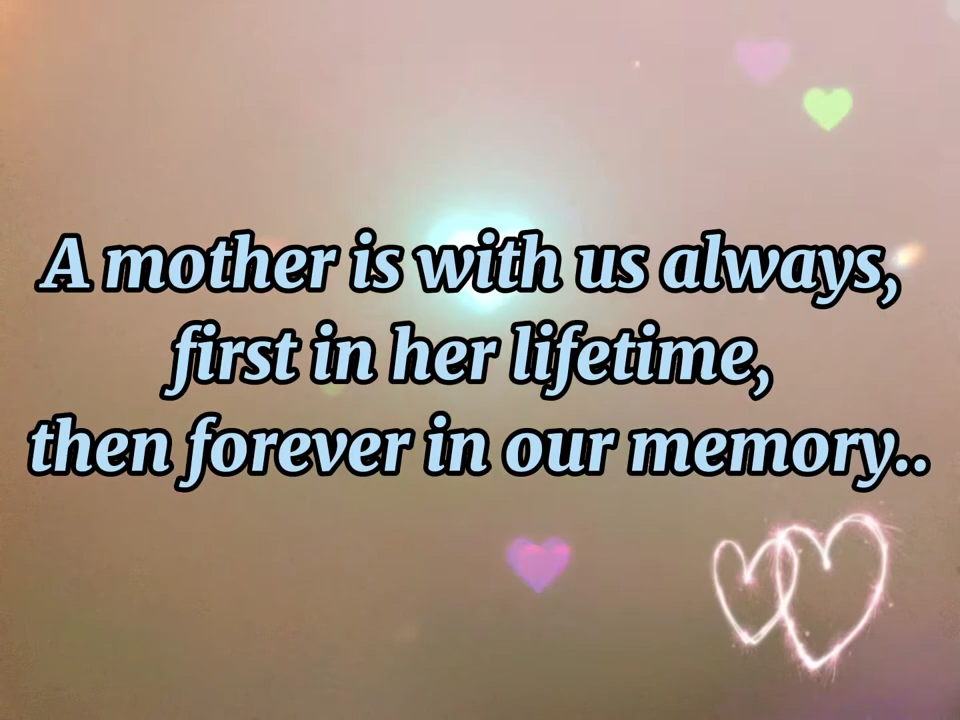 A mother is with us always,
first in her lifetime,
then forever in our memory..